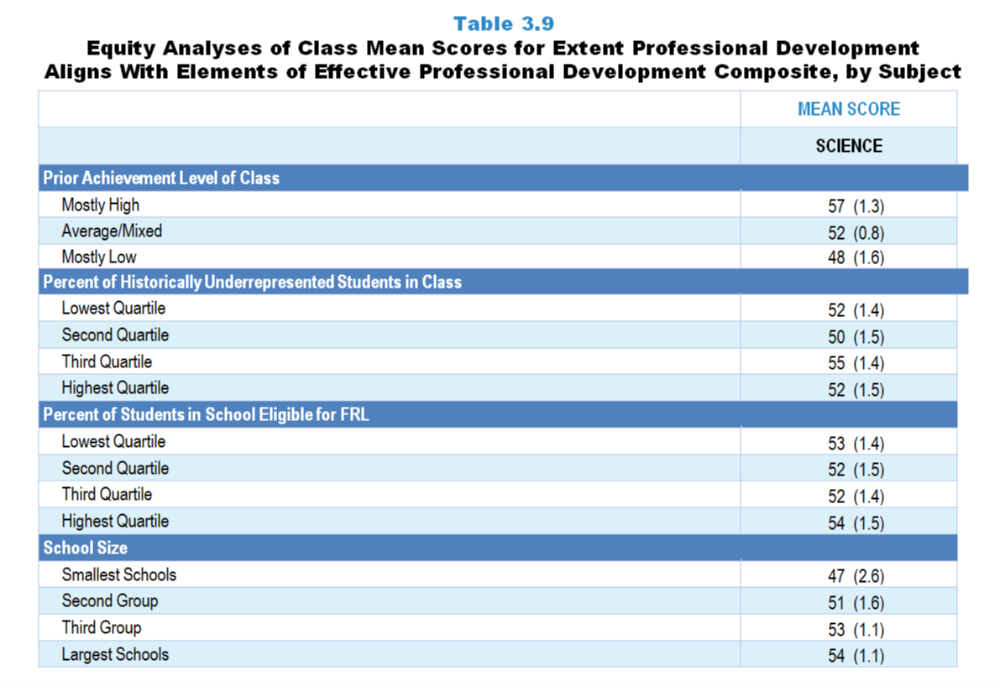 Table 3.9
Equity Analyses of Class Mean Scores for Extent Professional Development
Aligns With Elements of Effective Professional Development Composite, by Subject
MEAN SCORE
SCIENCE
Prior Achievement Level of Class
Mostly High 57 (1.3)
Average/Mixed 52 (0.8)
Mostly Low 48 (1.6)
Percent of Historically Underrepresented Students in Class
Lowest Quartile 52 (1.4)
Second Quartile 50 (1.5)
Third Quartile 55 (1.4)
Highest Quartile 52 (1.5)
Percent of Students in School Eligible for FRL
Lowest Quartile 53 (1.4)
Second Quartile 52 (1.5)
Third Quartile 52 (1.4)
Highest Quartile 54 (1.5)
School Size
Smallest Schools 47 (2.6)
Second Group 51 (1.6)
Third Group 53 (1.1)
Largest Schools 54 (1.1)